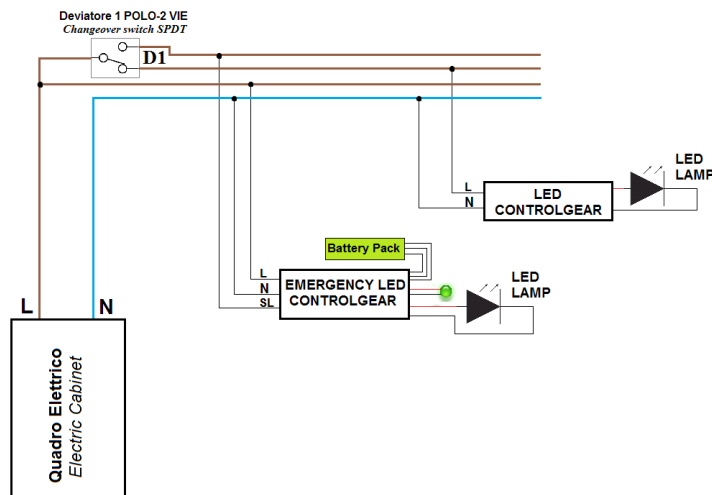 Deviatore 1 POLO-2 VIE
Changeover switch SPDT
D1
LED
LAMP
L
N
LED
CONTROLGEAR
Battery Pack
L
N
SL
EMERGENCY LED
CONTROLGEAR
LED
LAMP
L
N
Quadro Elettrico
Electric Cabinet